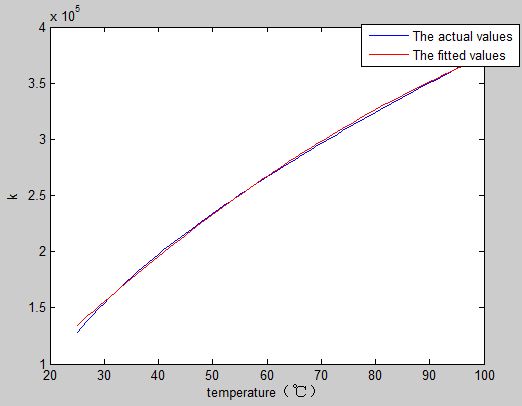 x 10^5
The actual values
The fitted values
4
3.5
3
2.5
2
1.5
1
k
20 30 40 50 60 70 80 90 100
temperature（℃）